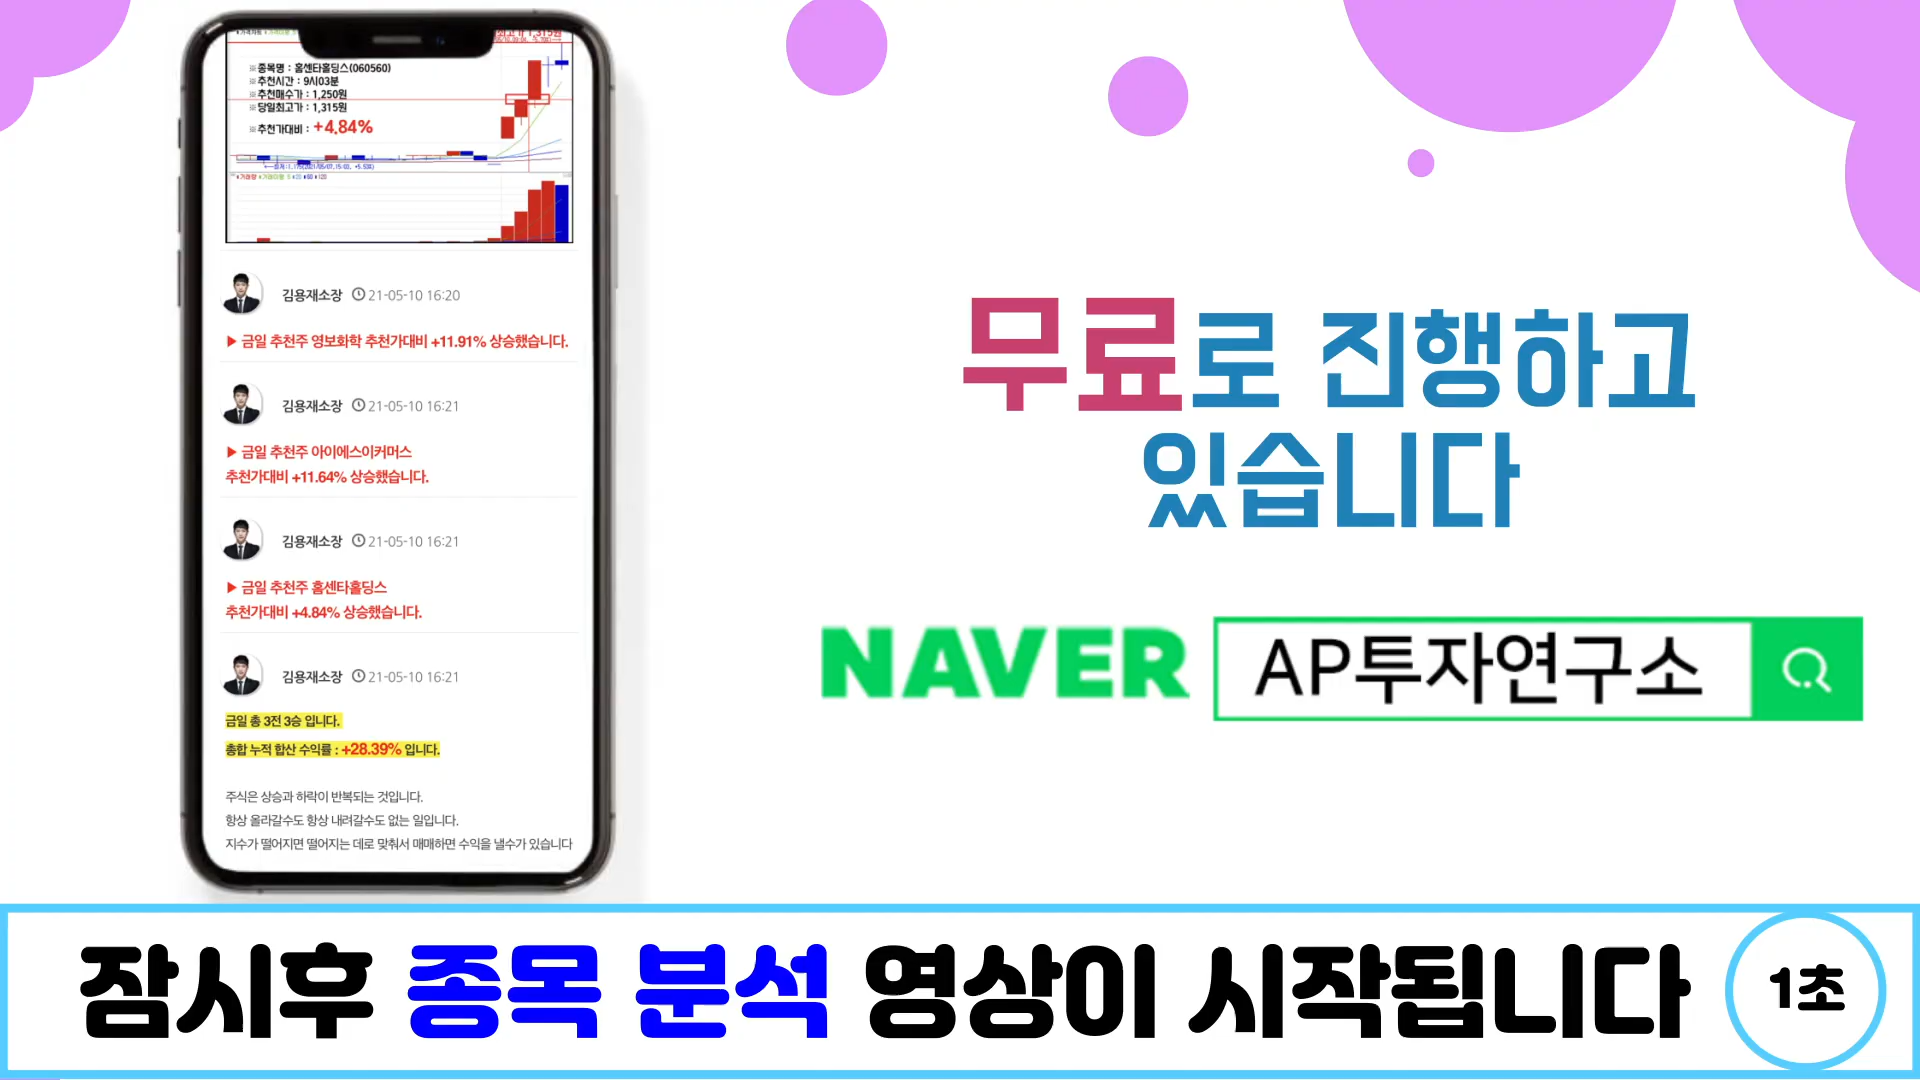 ※종목명 : 홈센타홀딩스(060560)
※추천시간 : 9시03분
※추천매수가 : 1,250원
※당일최고가 : 1,315원
※추천가대비 : +4.84%
김용재소장 21-05-10 16:20
▶ 금일 추천주 영보화학 추천가대비 +11.91% 상승했습니다.
김용재소장 21-05-10 16:21
▶ 금일 추천주 아이에스이커머스
추천가대비 +11.64% 상승했습니다.
김용재소장 21-05-10 16:21
▶ 금일 추천주 홈센타홀딩스
추천가대비 +4.84% 상승했습니다.
김용재소장 21-05-10 16:21
금일 총 3전 3승 입니다.
총합 누적 합산 수익률 : +28.39% 입니다.
주식은 상승과 하락이 반복되는 것입니다.
항상 올라갈수도 항상 내려갈수도 없는 일입니다.
지수가 떨어지면 떨어지는 데로 맞춰서 매매하면 수익을 낼수가 있습니다
무료로 진행하고
있습니다
NAVER AP투자연구소
잠시후 종목 분석 영상이 시작됩니다 1초